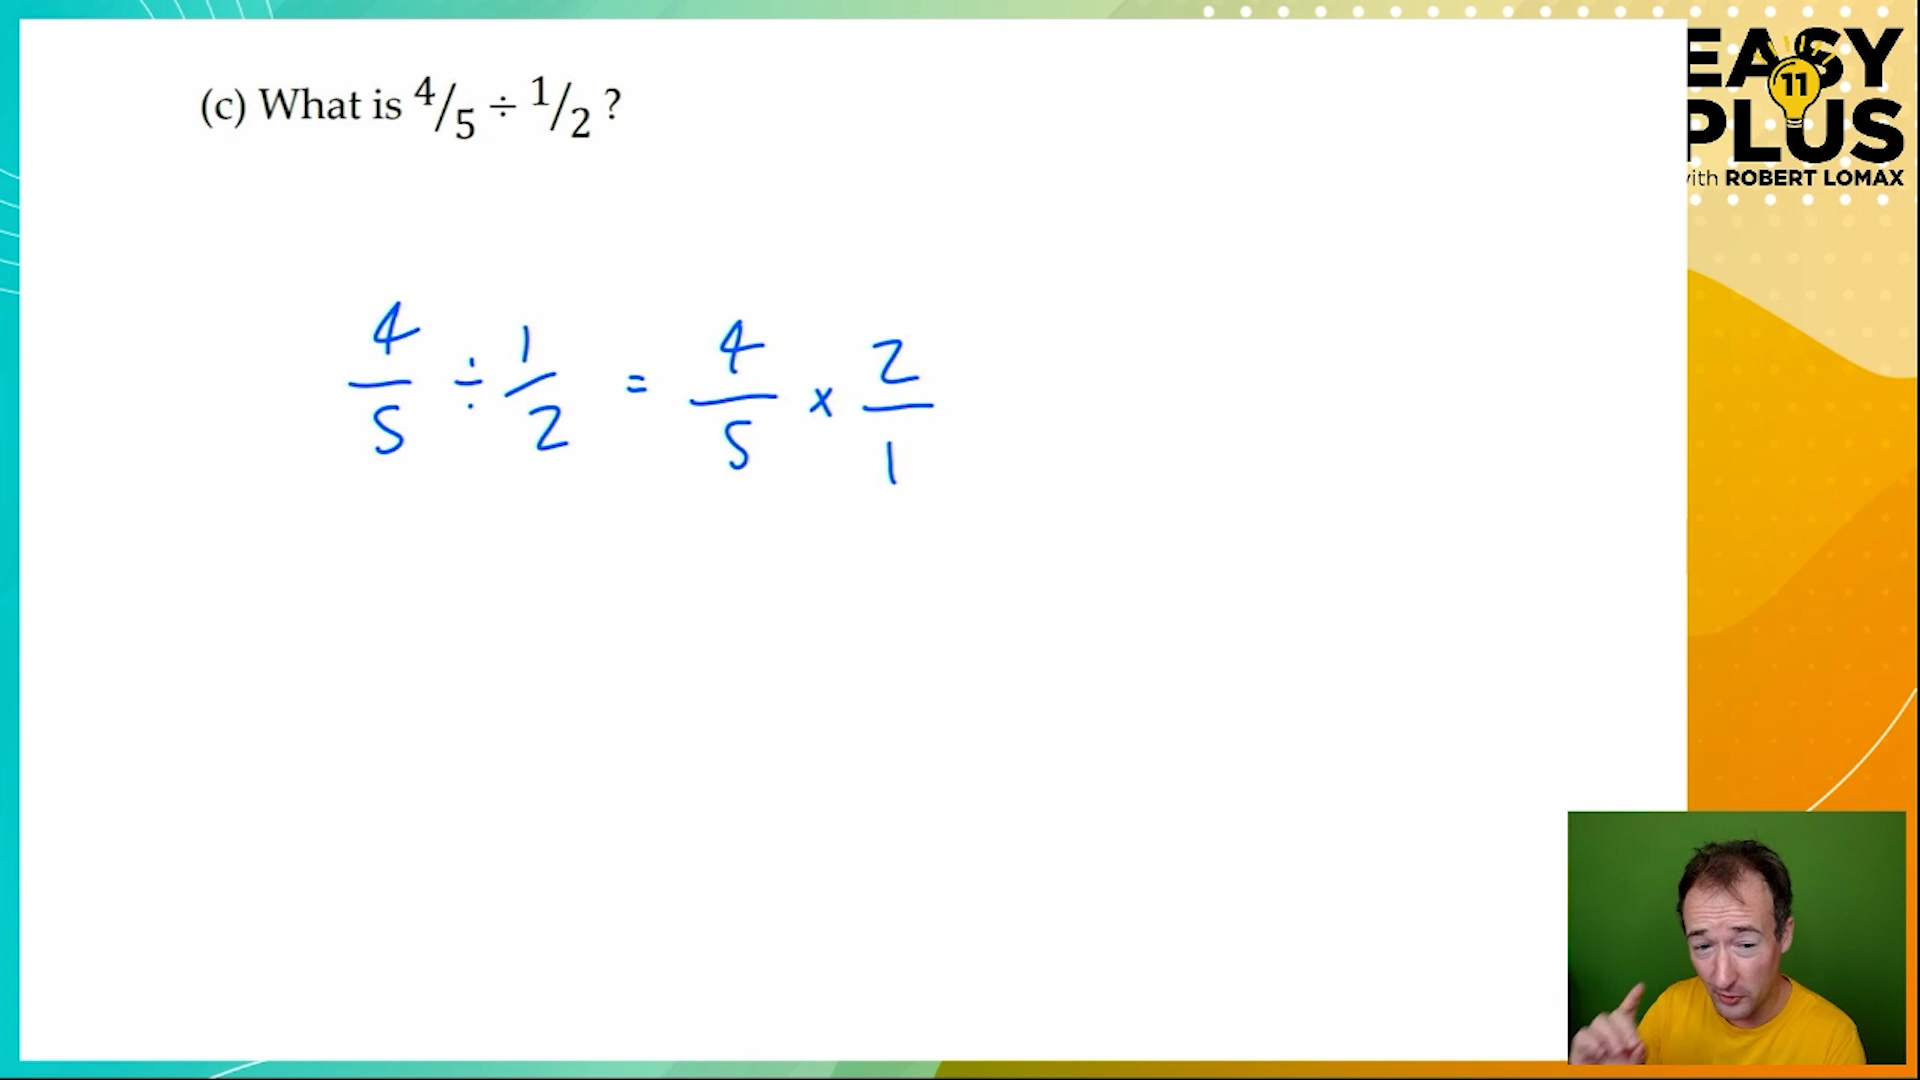 (c) What is 4/5 ÷ 1/2 ?
EASY
11
PLUS
with ROBERT LOMAX
4/5 ÷ 1/2 = 4/5 × 2/1